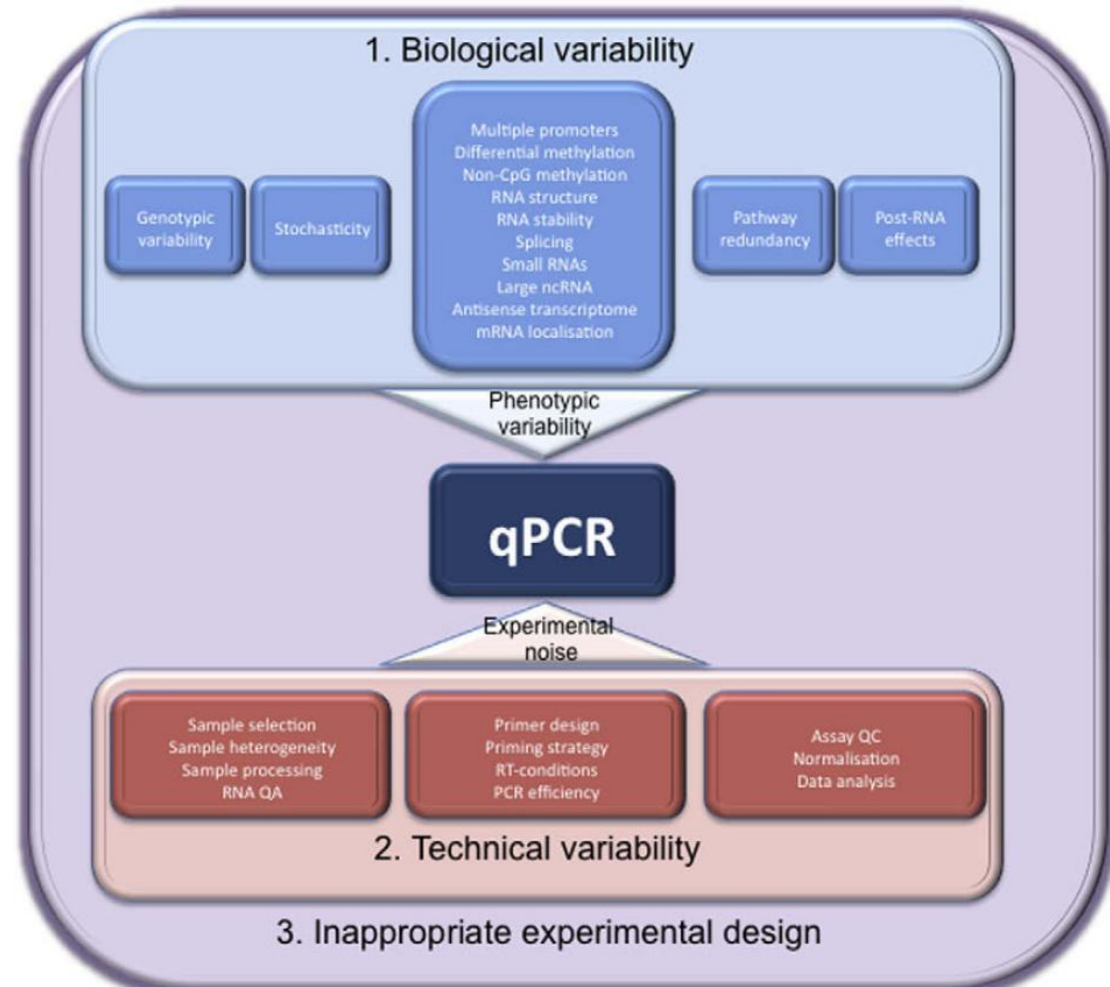 1. Biological variability
Genotypic
variability
Stochasticity
Multiple promoters
Differential methylation
Non-CpG methylation
RNA structure
RNA stability
Splicing
Small RNAs
Large ncRNA
Antisense transcriptome
mRNA localisation
Pathway
redundancy
Post-RNA
effects
Phenotypic
variability
qPCR
Experimental
noise
Sample selection
Sample heterogeneity
Sample processing
RNA QA
Primer design
Priming strategy
RT-conditions
PCR efficiency
Assay QC
Normalisation
Data analysis
2. Technical variability
3. Inappropriate experimental design